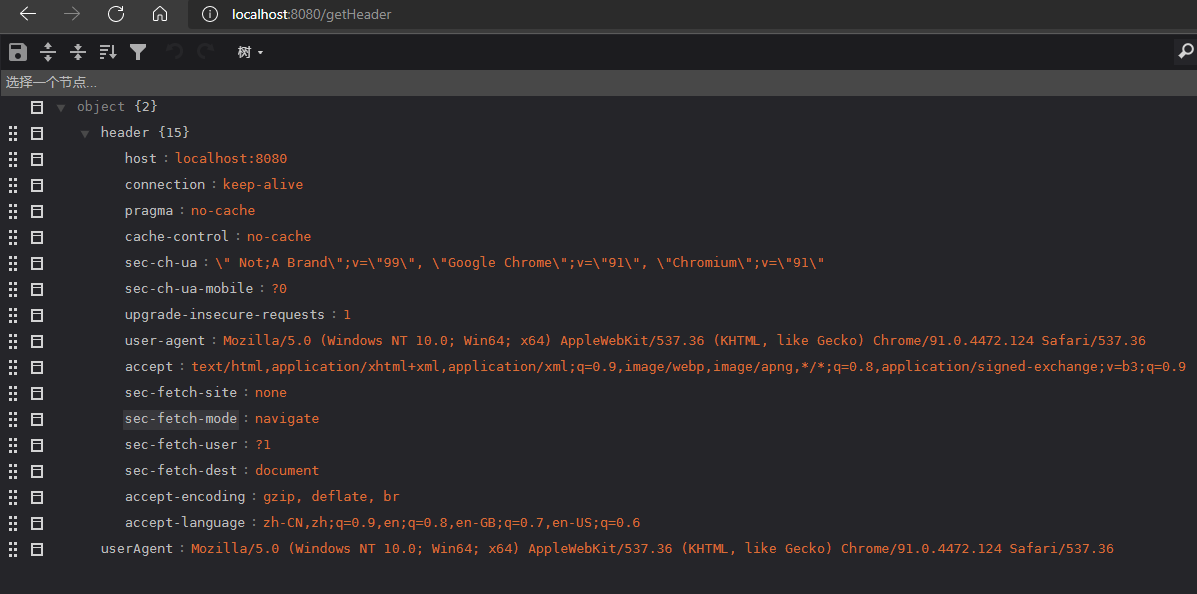 localhost:8080/getHeader
树
选择一个节点...
object {2}
header {15}
host : localhost:8080
connection : keep-alive
pragma : no-cache
cache-control : no-cache
sec-ch-ua : \" Not;A Brand\";v=\"99\", \"Google Chrome\";v=\"91\", \"Chromium\";v=\"91\"
sec-ch-ua-mobile : ?0
upgrade-insecure-requests : 1
user-agent : Mozilla/5.0 (Windows NT 10.0; Win64; x64) AppleWebKit/537.36 (KHTML, like Gecko) Chrome/91.0.4472.124 Safari/537.36
accept : text/html,application/xhtml+xml,application/xml;q=0.9,image/webp,image/apng,*/*;q=0.8,application/signed-exchange;v=b3;q=0.9
sec-fetch-site : none
sec-fetch-mode : navigate
sec-fetch-user : ?1
sec-fetch-dest : document
accept-encoding : gzip, deflate, br
accept-language : zh-CN,zh;q=0.9,en;q=0.8,en-GB;q=0.7,en-US;q=0.6
userAgent : Mozilla/5.0 (Windows NT 10.0; Win64; x64) AppleWebKit/537.36 (KHTML, like Gecko) Chrome/91.0.4472.124 Safari/537.36